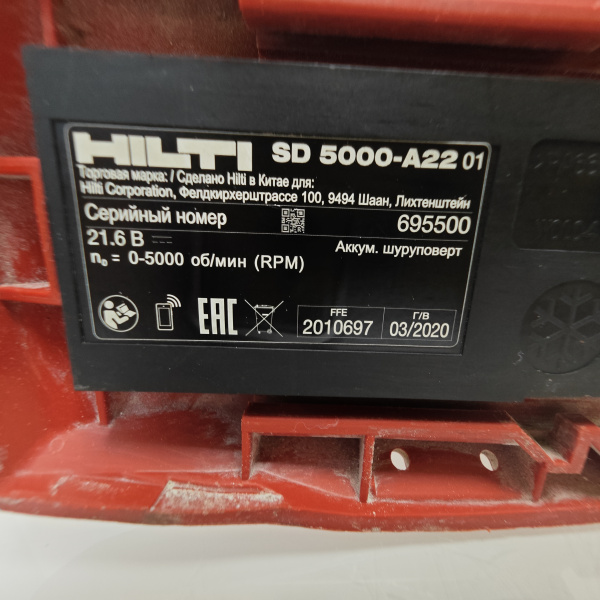 HILTI SD 5000-A22 01
Торговая марка: / Сделано Hilti в Китае для:
Hilti Corporation, Фелдкирхерштрассе 100, 9494 Шаан, Лихтенштейн
Серийный номер 695500
21.6 В Аккум. шуруповерт
n₀ = 0-5000 об/мин (RPM)
EAC
FFE Г/В
2010697 03/2020